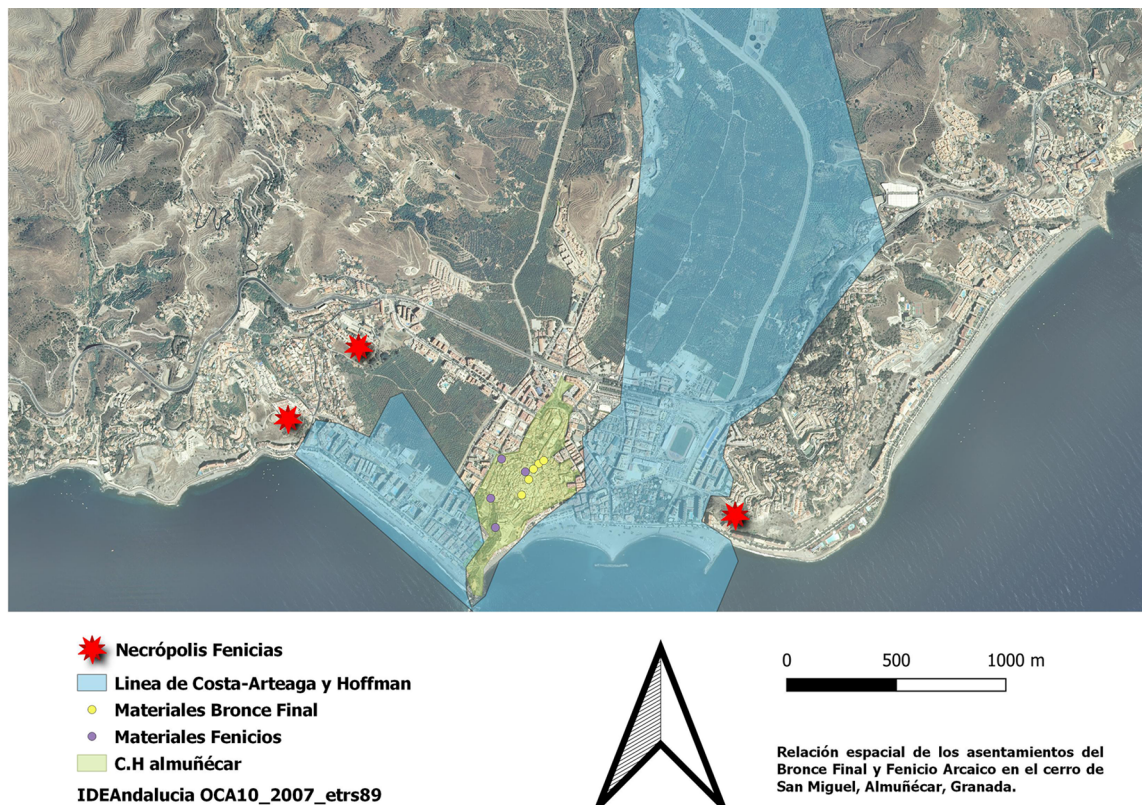 Necrópolis Fenicias
Linea de Costa-Arteaga y Hoffman
Materiales Bronce Final
Materiales Fenicios
C.H almuñécar
IDEAndalucia OCA10_2007_etrs89
0 500 1000 m
Relación espacial de los asentamientos del
Bronce Final y Fenicio Arcaico en el cerro de
San Miguel, Almuñécar, Granada.